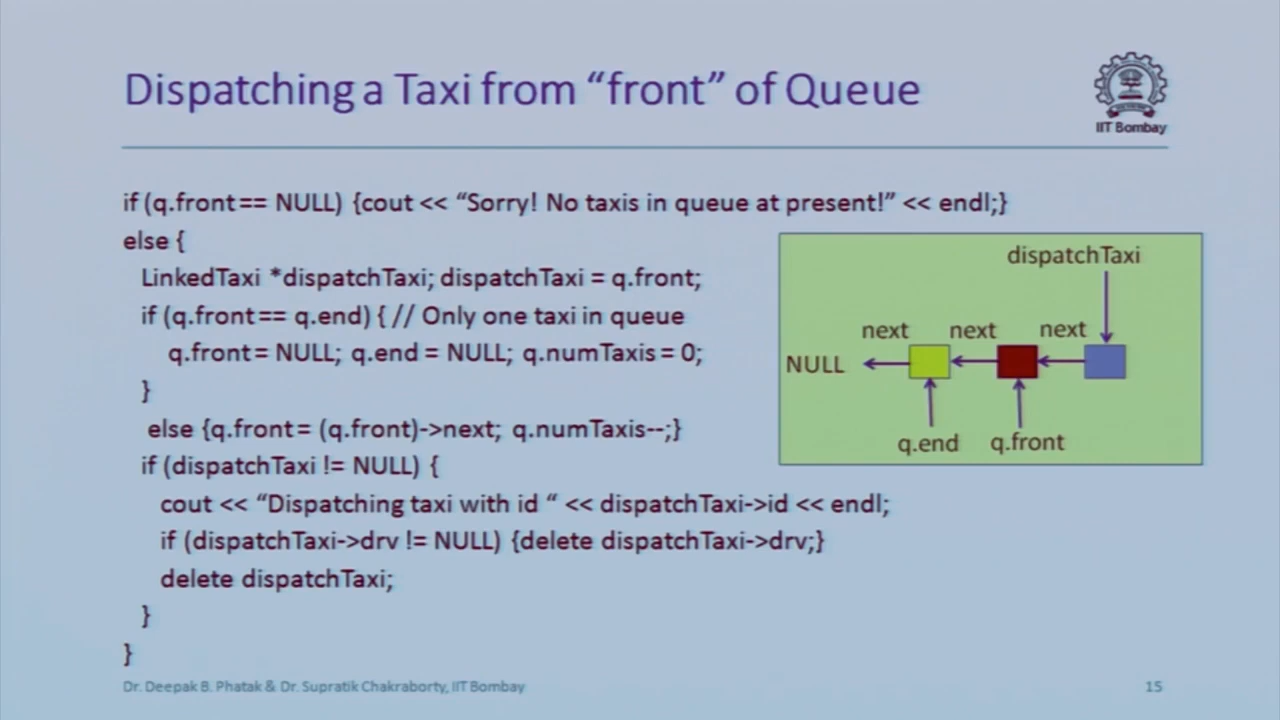 Dispatching a Taxi from “front” of Queue
IIT Bombay
if (q.front== NULL) {cout << “Sorry! No taxis in queue at present!” << endl;}
else {
LinkedTaxi *dispatchTaxi; dispatchTaxi = q.front;
if (q.front== q.end) { // Only one taxi in queue
q.front= NULL; q.end = NULL; q.numTaxis = 0;
}
else {q.front= (q.front)->next; q.numTaxis--;}
if (dispatchTaxi != NULL) {
cout << “Dispatching taxi with id “ << dispatchTaxi->id << endl;
if (dispatchTaxi->drv != NULL) {delete dispatchTaxi->drv;}
delete dispatchTaxi;
}
}
dispatchTaxi
next next next
NULL
q.end q.front
Dr. Deepak B. Phatak & Dr. Supratik Chakraborty, IIT Bombay 15